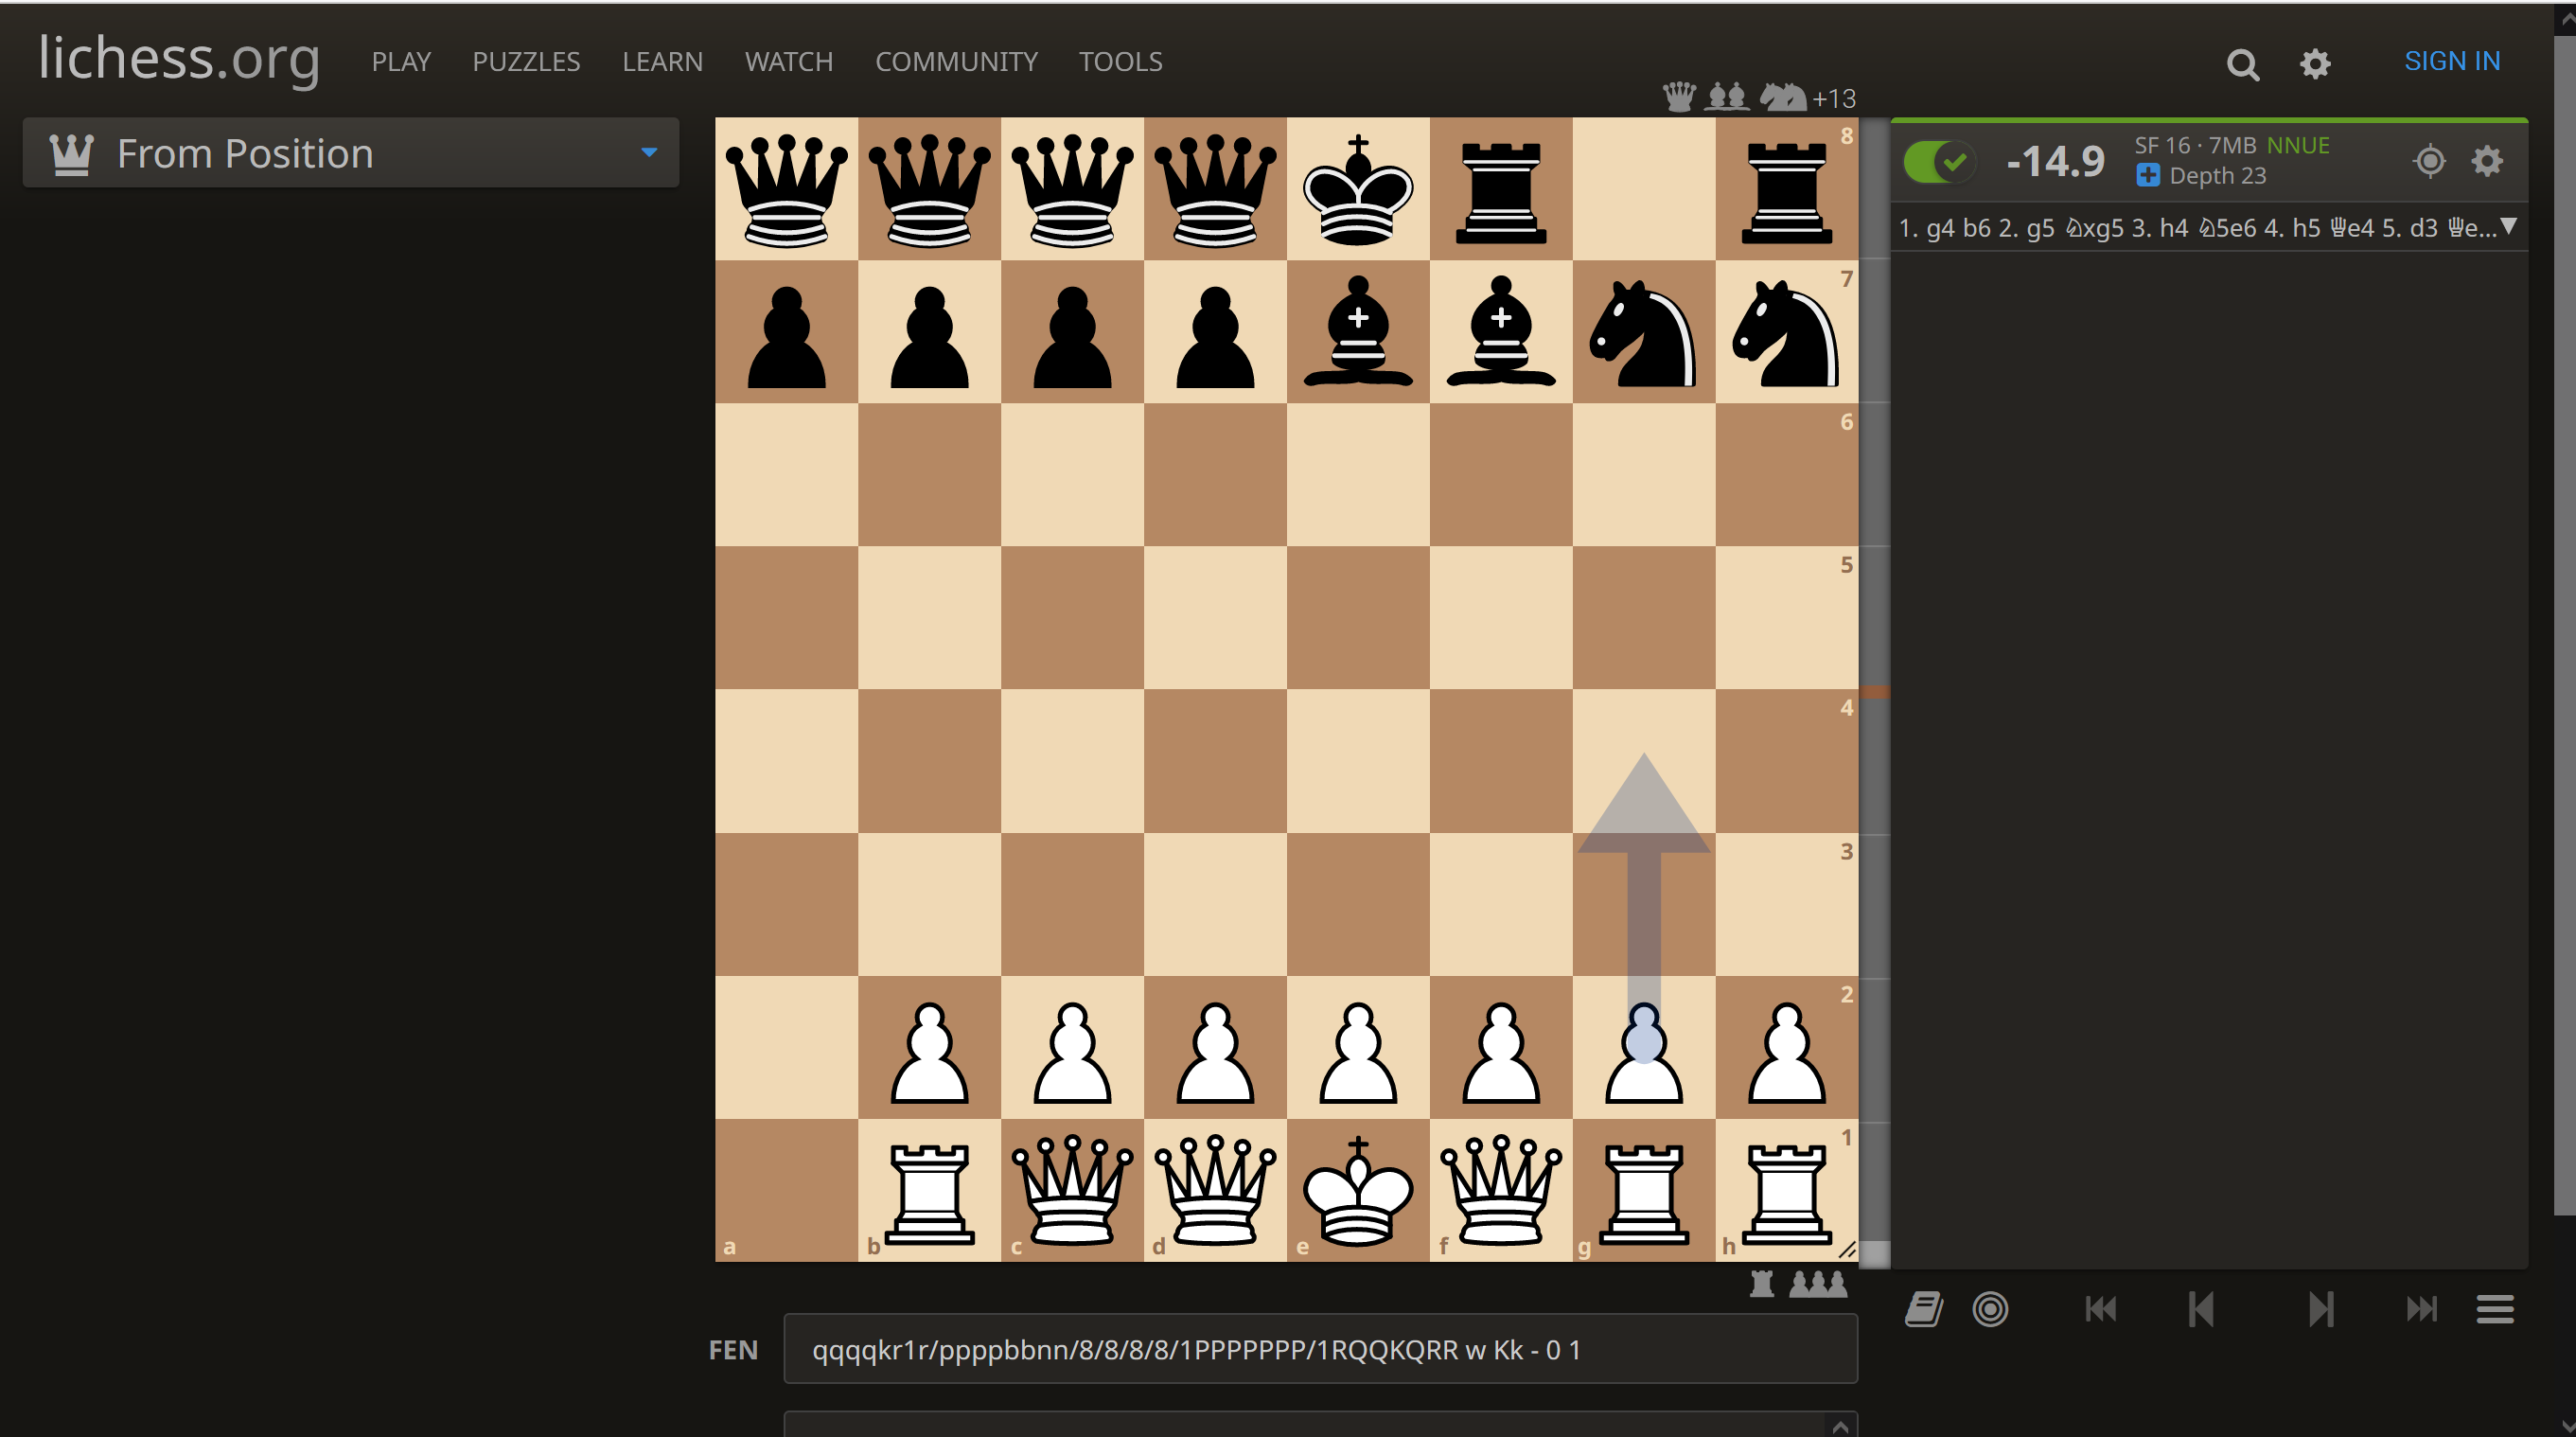 lichess.org PLAY PUZZLES LEARN WATCH COMMUNITY TOOLS SIGN IN
+13
From Position
-14.9 SF 16 · 7MB NNUE
Depth 23
1. g4 b6 2. g5 ♘xg5 3. h4 ♘5e6 4. h5 ♕e4 5. d3 ♕e...
8
7
6
5
4
3
2
1
a b c d e f g h
FEN qqqqkr1r/ppppbbnn/8/8/8/8/1PPPPPPP/1RQQKQRR w Kk - 0 1